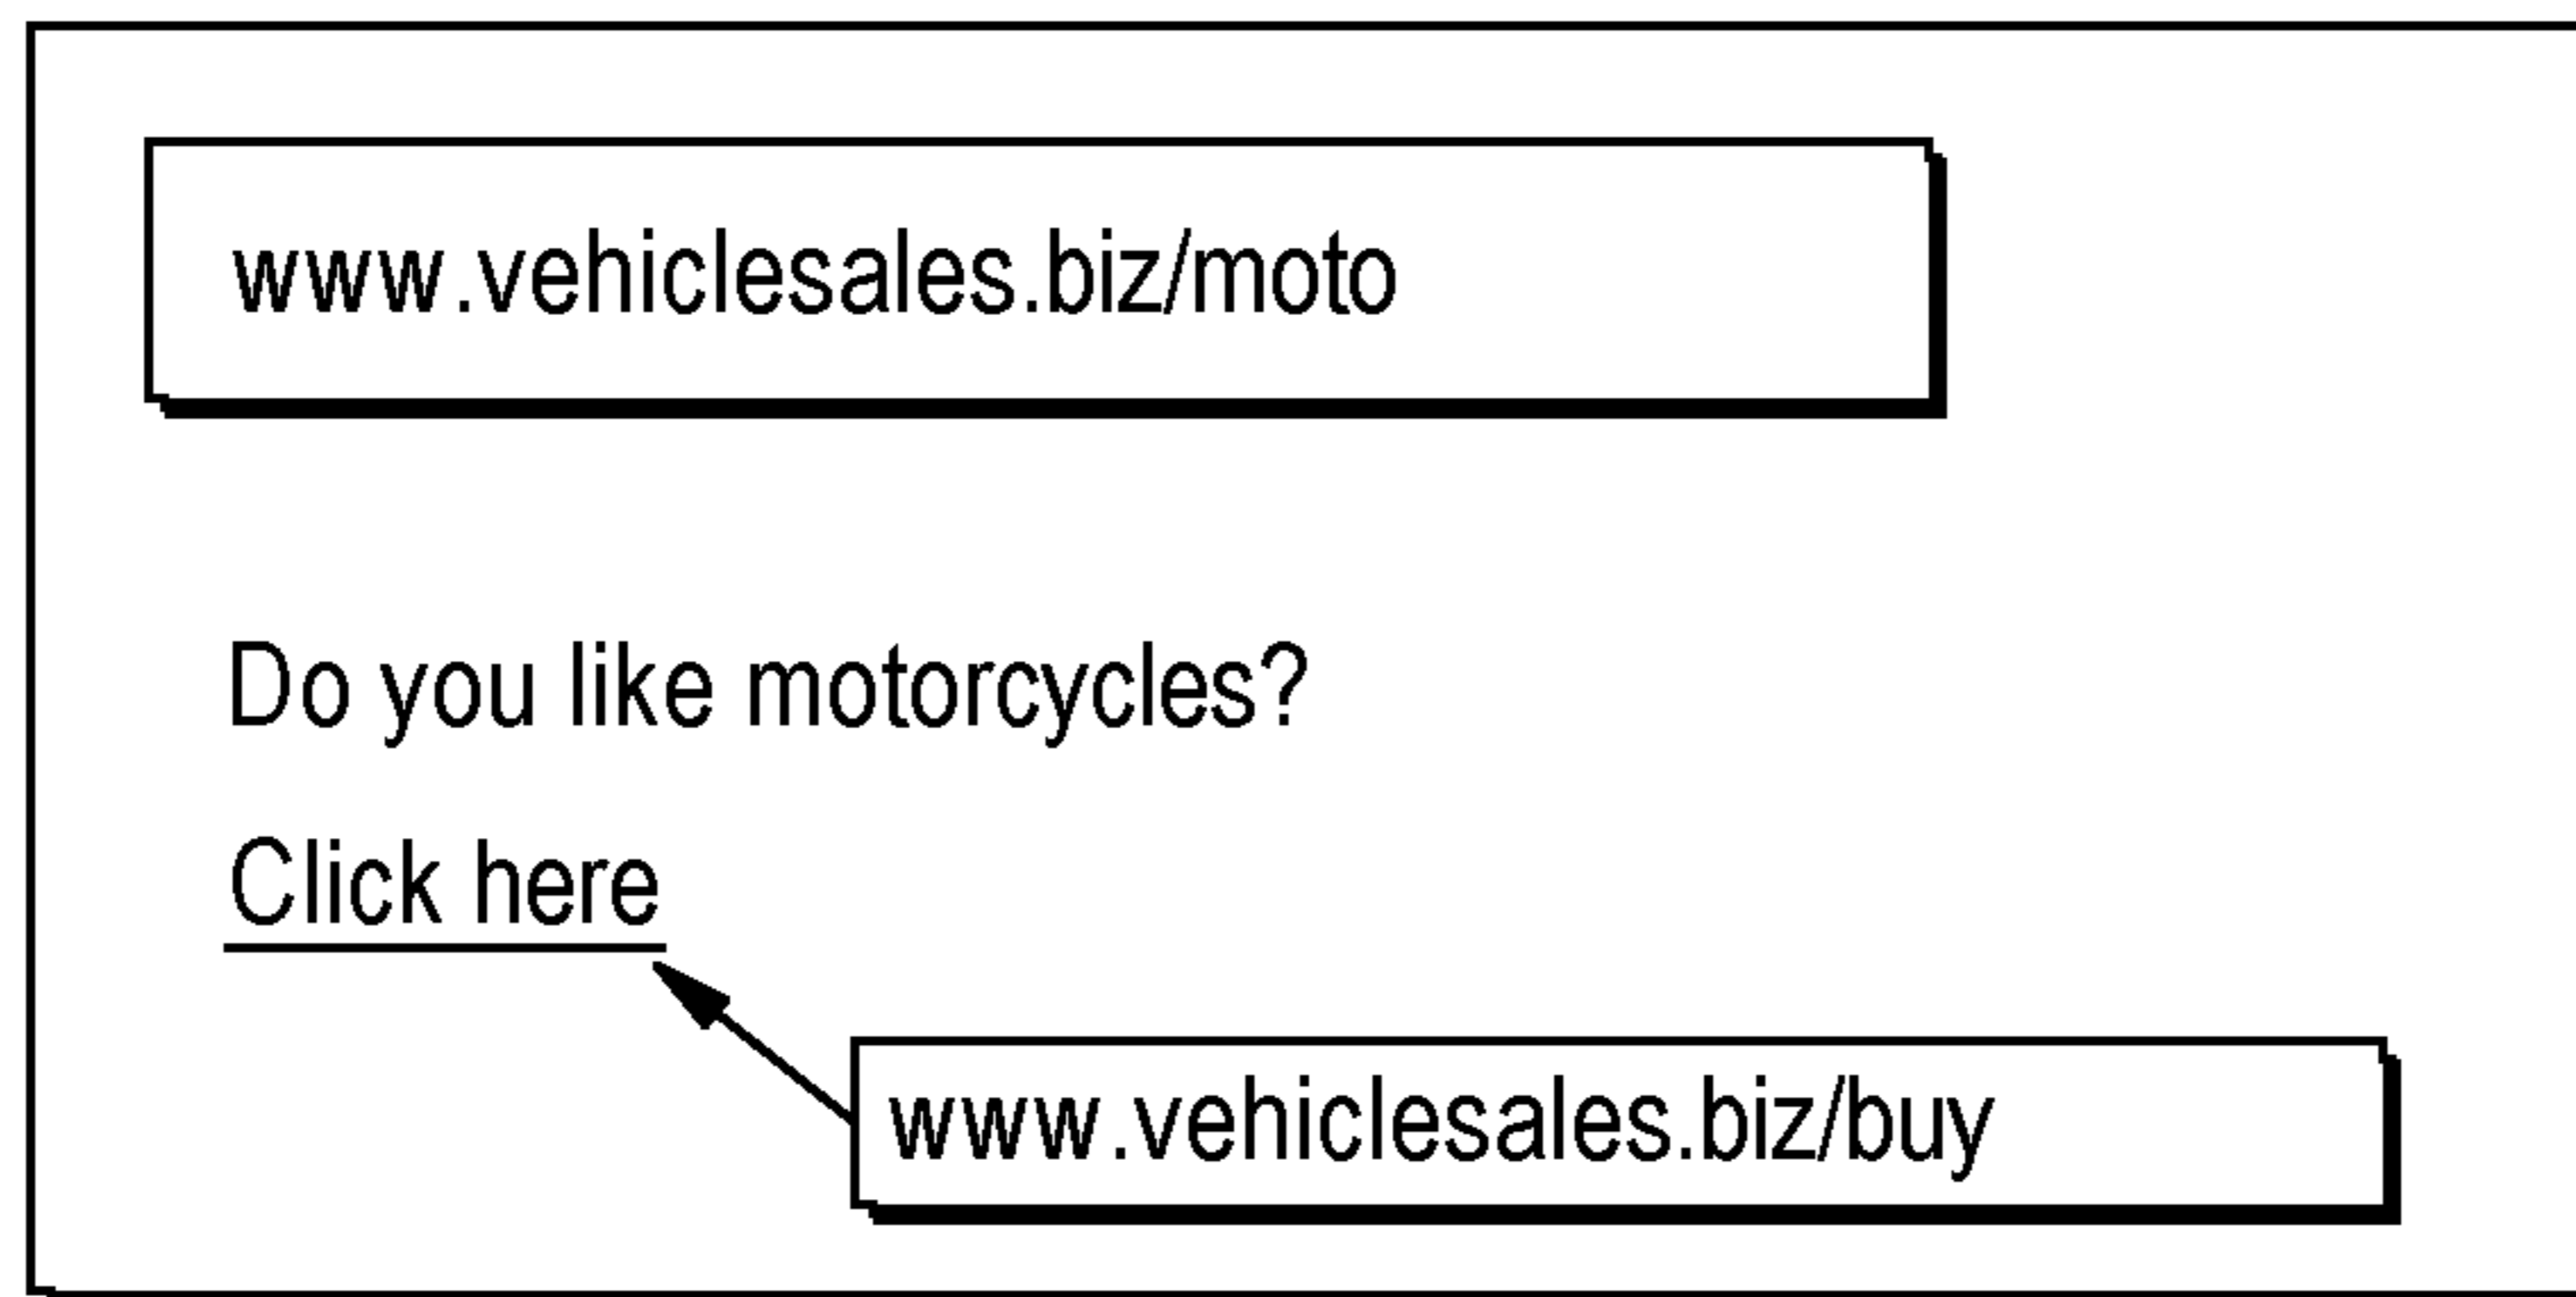 www.vehiclesales.biz/moto
Do you like motorcycles?
Click here
www.vehiclesales.biz/buy